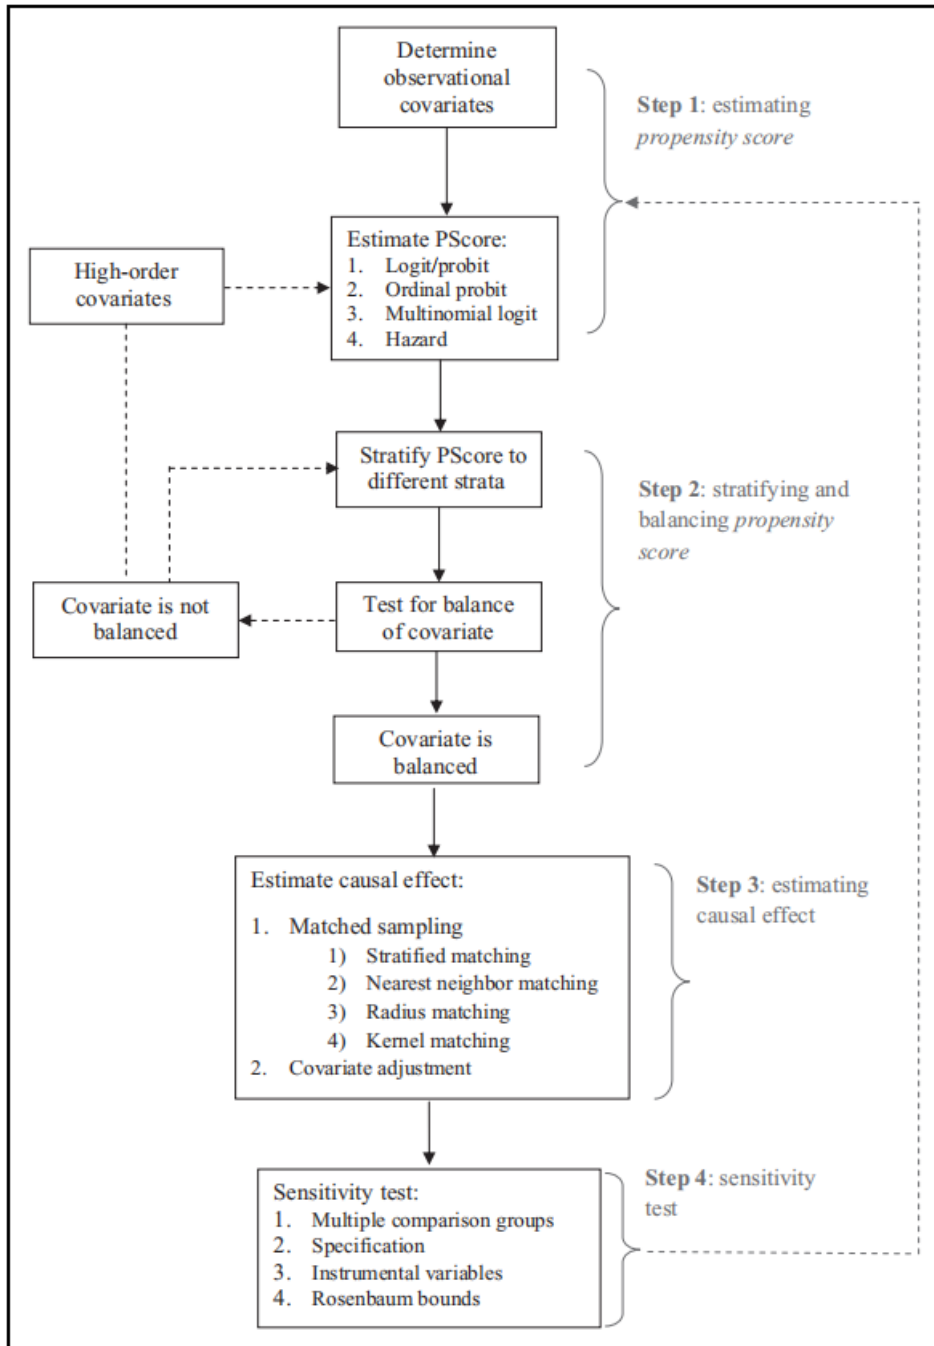 Determine
observational
covariates
Step 1: estimating
propensity score
Estimate PScore:
1. Logit/probit
2. Ordinal probit
3. Multinomial logit
4. Hazard
High-order
covariates
Stratify PScore to
different strata
Step 2: stratifying and
balancing propensity
score
Covariate is not
balanced
Test for balance
of covariate
Covariate is
balanced
Estimate causal effect:
1. Matched sampling
1) Stratified matching
2) Nearest neighbor matching
3) Radius matching
4) Kernel matching
2. Covariate adjustment
Step 3: estimating
causal effect
Sensitivity test:
1. Multiple comparison groups
2. Specification
3. Instrumental variables
4. Rosenbaum bounds
Step 4: sensitivity
test